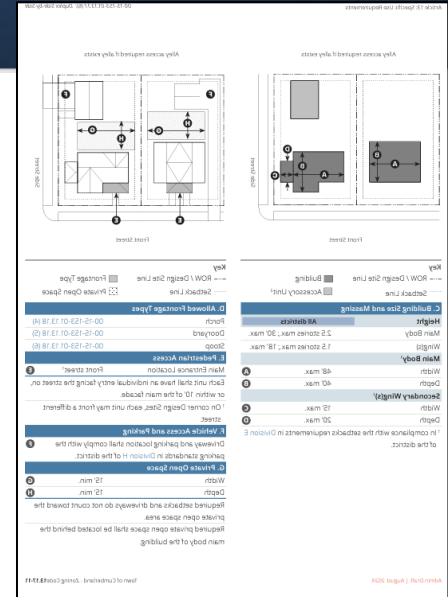 Article 13: Specific Use Requirements
Alley access required if alley exists
A
B
A
B
C
D
Side Street
Front Street
Key
ROW / Design Site Line
Building
Setback Line
Accessory Unit¹
C. Building Size and Massing
Height
All districts
Main Body
2.5 stories max.; 30' max.
Wing(s)
1.5 stories max.; 18' max.
Main Body¹
Width
48' max.
A
Depth
40' max.
B
Secondary Wing(s)¹
Width
15' max.
C
Depth
20' max.
D
¹ In compliance with the setbacks requirements in Division E
of the district.
Alley access required if alley exists
F
H
G
E
F
G
H
E
Side Street
Front Street
Key
ROW / Design Site Line
Frontage Type
Setback Line
Private Open Space
D. Allowed Frontage Types
Porch
00-15-153-01.13.18 (4)
Dooryard
00-15-153-01.13.18 (5)
Stoop
00-15-153-01.13.18 (6)
E. Pedestrian Access
Main Entrance Location
Front street¹
E
Each unit shall have an individual entry facing the street on,
or within 10' of the main facade.
¹ On corner Design Sites, each unit may front a different
street.
F. Vehicle Access and Parking
Driveway and parking location shall comply with the
F
parking standards in Division H of the district.
G. Private Open Space
Width
15' min.
G
Depth
15' min.
H
Required setbacks and driveways do not count toward the
private open space area.
Required private open space shall be located behind the
main body of the building.
Admin Draft | August 2024
Town of Cumberland - Zoning Code